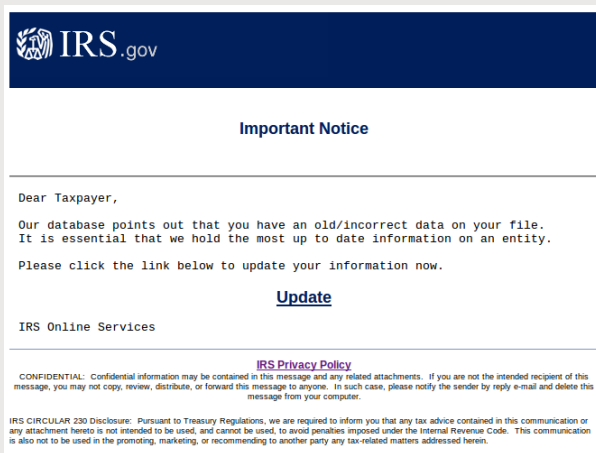 IRS.gov
Important Notice
Dear Taxpayer,
Our database points out that you have an old/incorrect data on your file.
It is essential that we hold the most up to date information on an entity.
Please click the link below to update your information now.
Update
IRS Online Services
IRS Privacy Policy
CONFIDENTIAL: Confidential information may be contained in this message and any related attachments. If you are not the intended recipient of this
message, you may not copy, review, distribute, or forward this message to anyone. In such case, please notify the sender by reply e-mail and delete this
message from your computer.
IRS CIRCULAR 230 Disclosure: Pursuant to Treasury Regulations, we are required to inform you that any tax advice contained in this communication or
any attachment hereto is not intended to be used, and cannot be used, to avoid penalties imposed under the Internal Revenue Code. This communication
is also not to be used in the promoting, marketing, or recommending to another party any tax-related matters addressed herein.